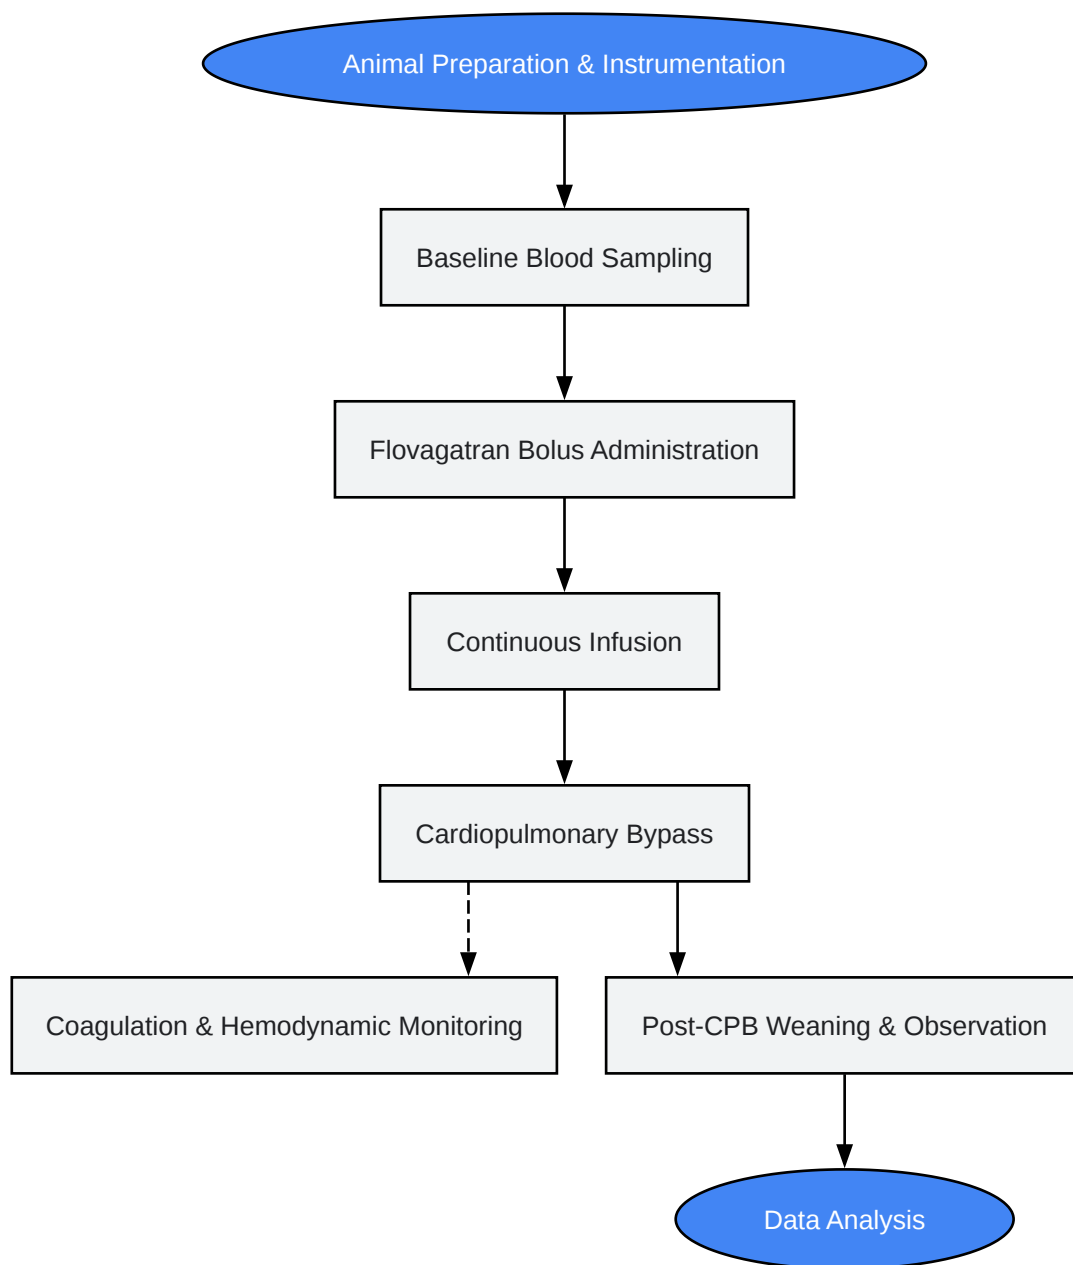 Animal Preparation & Instrumentation
Baseline Blood Sampling
Flovagatran Bolus Administration
Continuous Infusion
Cardiopulmonary Bypass
Coagulation & Hemodynamic Monitoring
Post-CPB Weaning & Observation
Data Analysis